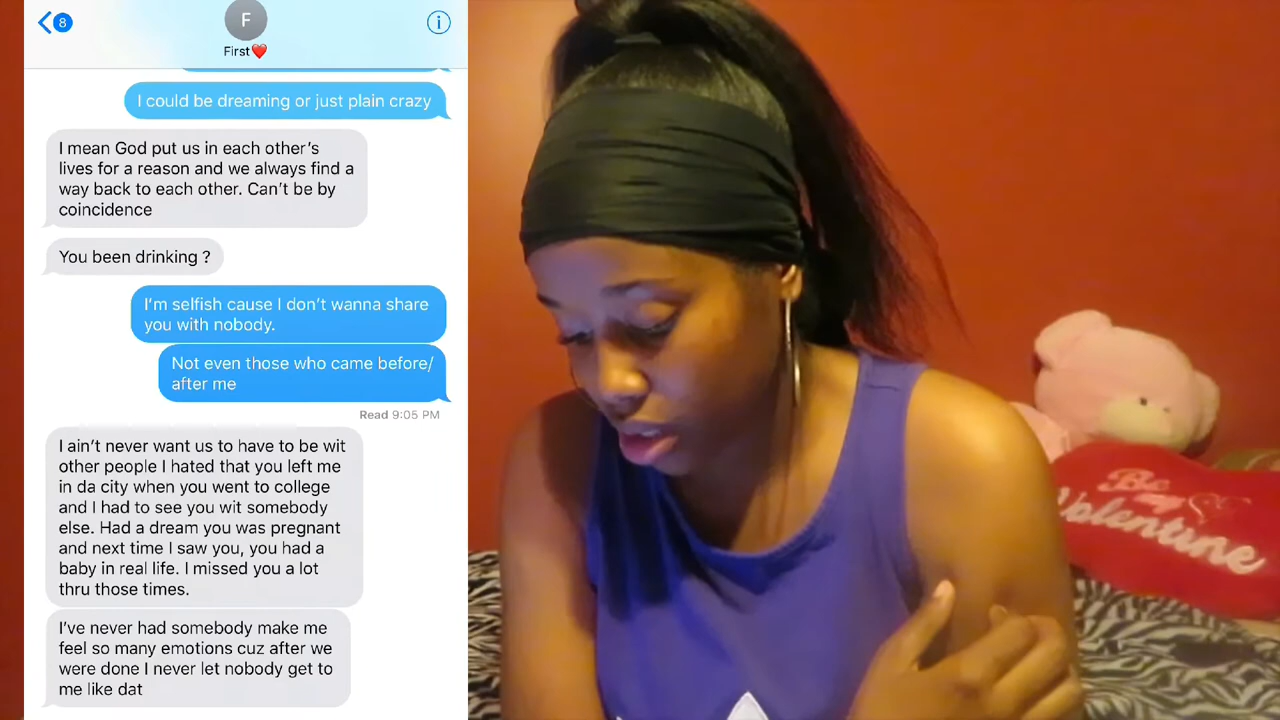 8
F
First❤️
I could be dreaming or just plain crazy
I mean God put us in each other's
lives for a reason and we always find a
way back to each other. Can't be by
coincidence
You been drinking ?
I'm selfish cause I don't wanna share
you with nobody.
Not even those who came before/
after me
Read 9:05 PM
I ain't never want us to have to be wit
other people I hated that you left me
in da city when you went to college
and I had to see you wit somebody
else. Had a dream you was pregnant
and next time I saw you, you had a
baby in real life. I missed you a lot
thru those times.
I've never had somebody make me
feel so many emotions cuz after we
were done I never let nobody get to
me like dat
Be
my
Valentine